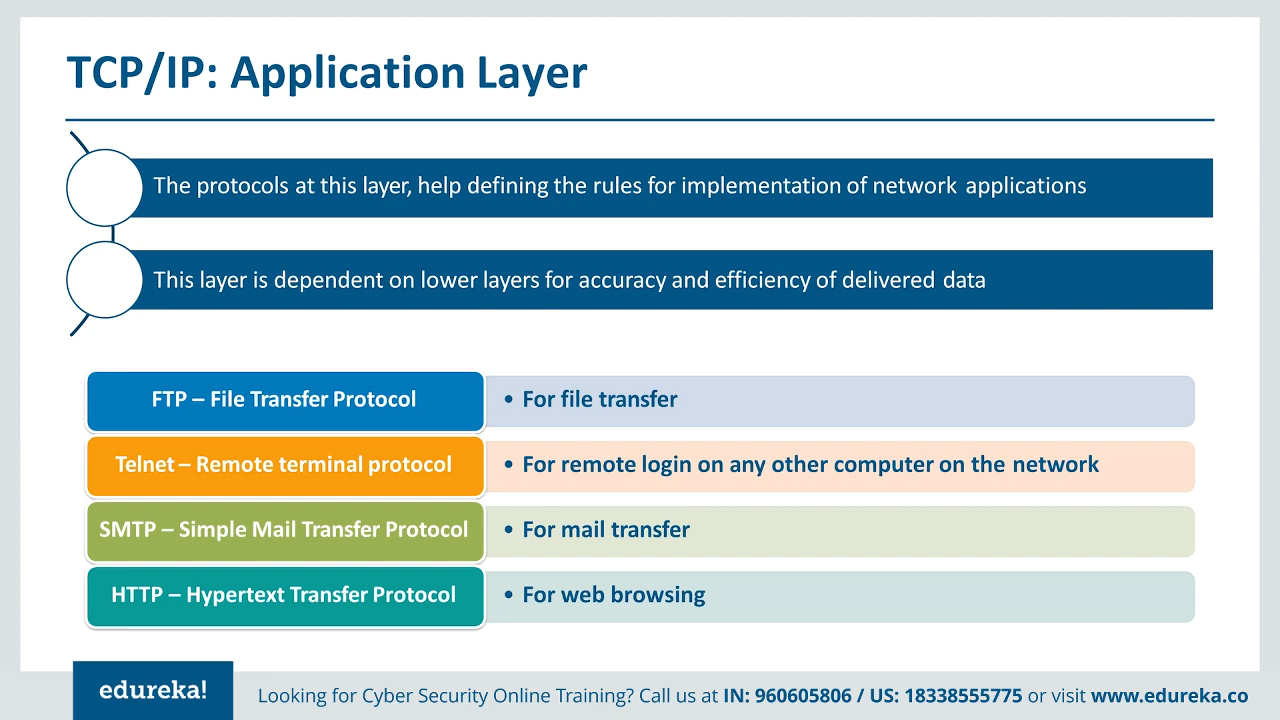 TCP/IP: Application Layer
The protocols at this layer, help defining the rules for implementation of network applications
This layer is dependent on lower layers for accuracy and efficiency of delivered data
FTP – File Transfer Protocol
• For file transfer
Telnet – Remote terminal protocol
• For remote login on any other computer on the network
SMTP – Simple Mail Transfer Protocol
• For mail transfer
HTTP – Hypertext Transfer Protocol
• For web browsing
edureka!
Looking for Cyber Security Online Training? Call us at IN: 960605806 / US: 18338555775 or visit www.edureka.co